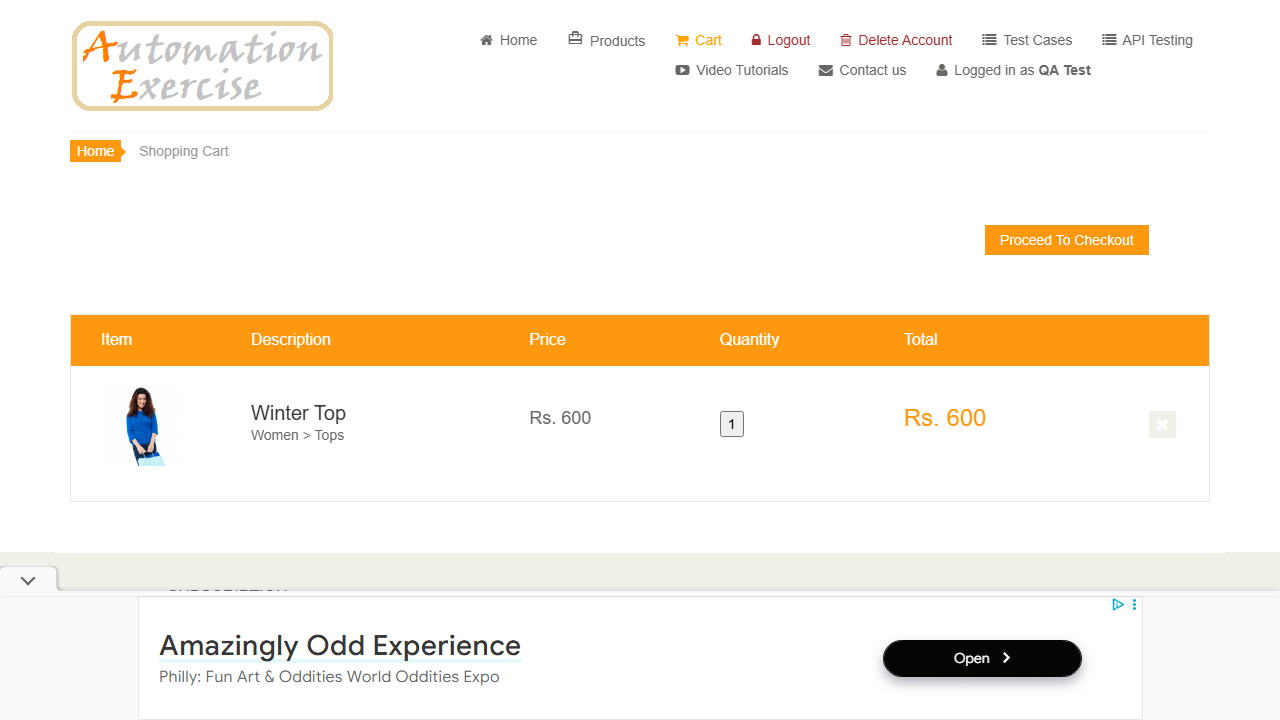 Automation
Exercise
Home
Products
Cart
Logout
Delete Account
Test Cases
API Testing
Video Tutorials
Contact us
Logged in as QA Test
Home
Shopping Cart
Proceed To Checkout
Item Description Price Quantity Total
Winter Top
Women > Tops
Rs. 600
1
Rs. 600
SUBSCRIPTION
Amazingly Odd Experience
Philly: Fun Art & Oddities World Oddities Expo
Open